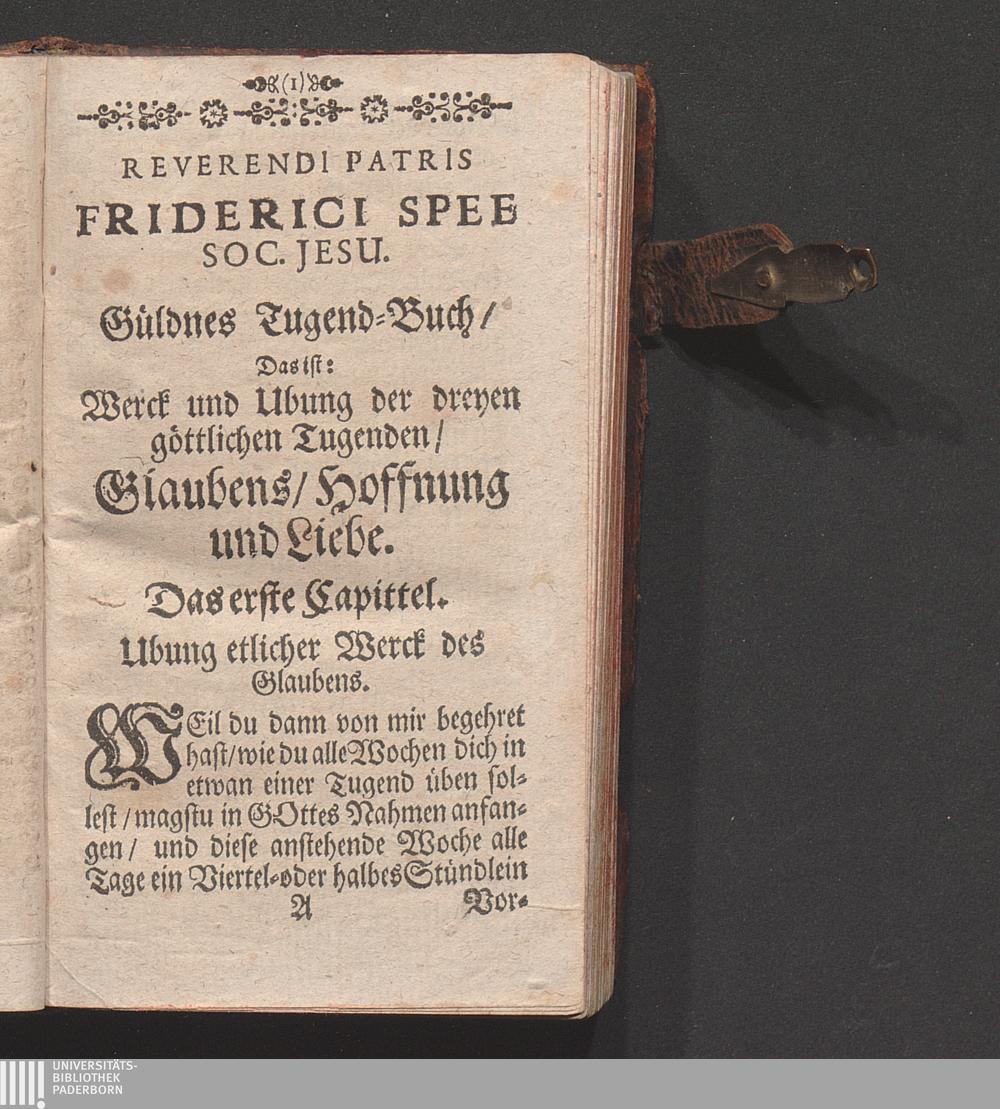 (1)
REVERENDI PATRIS
FRIDERICI SPEE
SOC. JESU.
Güldnes Tugend-Buch/
Das ist:
Werck und Ubung der dreyen
göttlichen Tugenden/
Glaubens/ Hoffnung
und Liebe.
Das erste Capittel.
Ubung etlicher Werck des
Glaubens.
WEil du dann von mir begehret
hast/ wie du alle Wochen dich in
etwan einer Tugend üben sol-
lest / magstu in GOttes Nahmen anfan-
gen/ und diese anstehende Woche alle
Tage ein Viertel-oder halbes Stündlein
A Vor-
UNIVERSITÄTS-
BIBLIOTHEK
PADERBORN